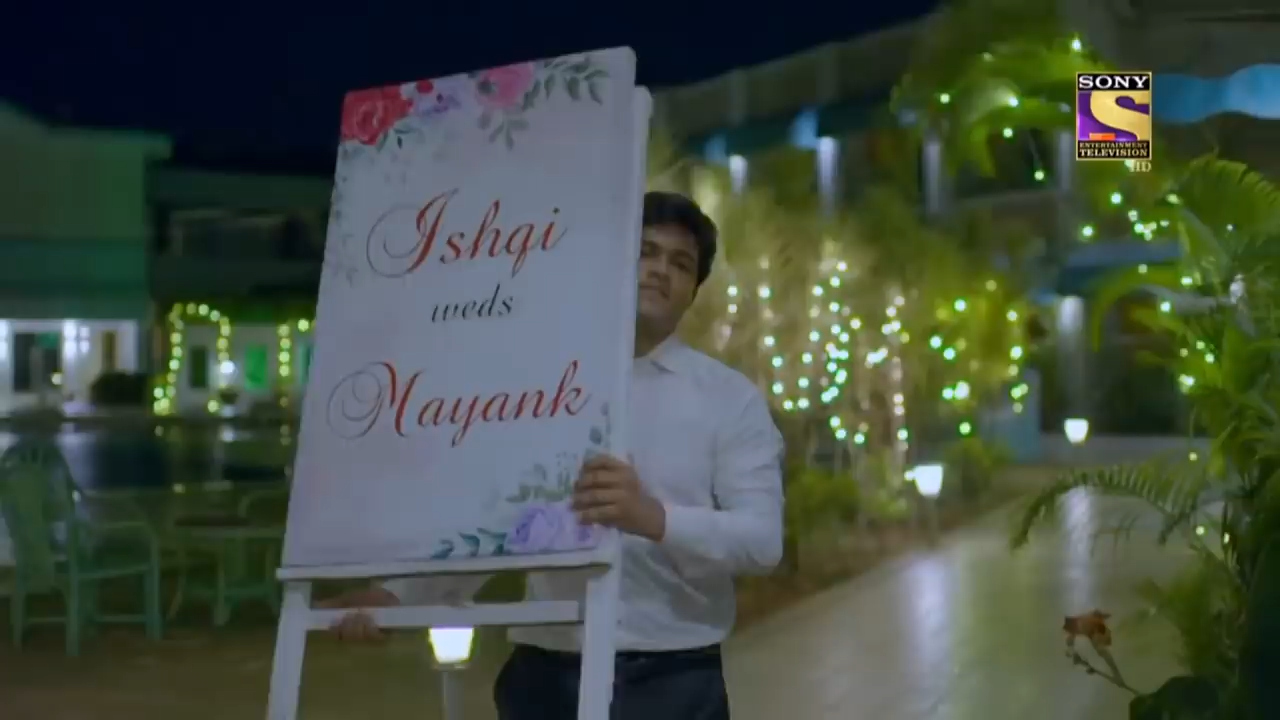 Ishqi
weds
Mayank
SONY
S
ENTERTAINMENT
TELEVISION
HD